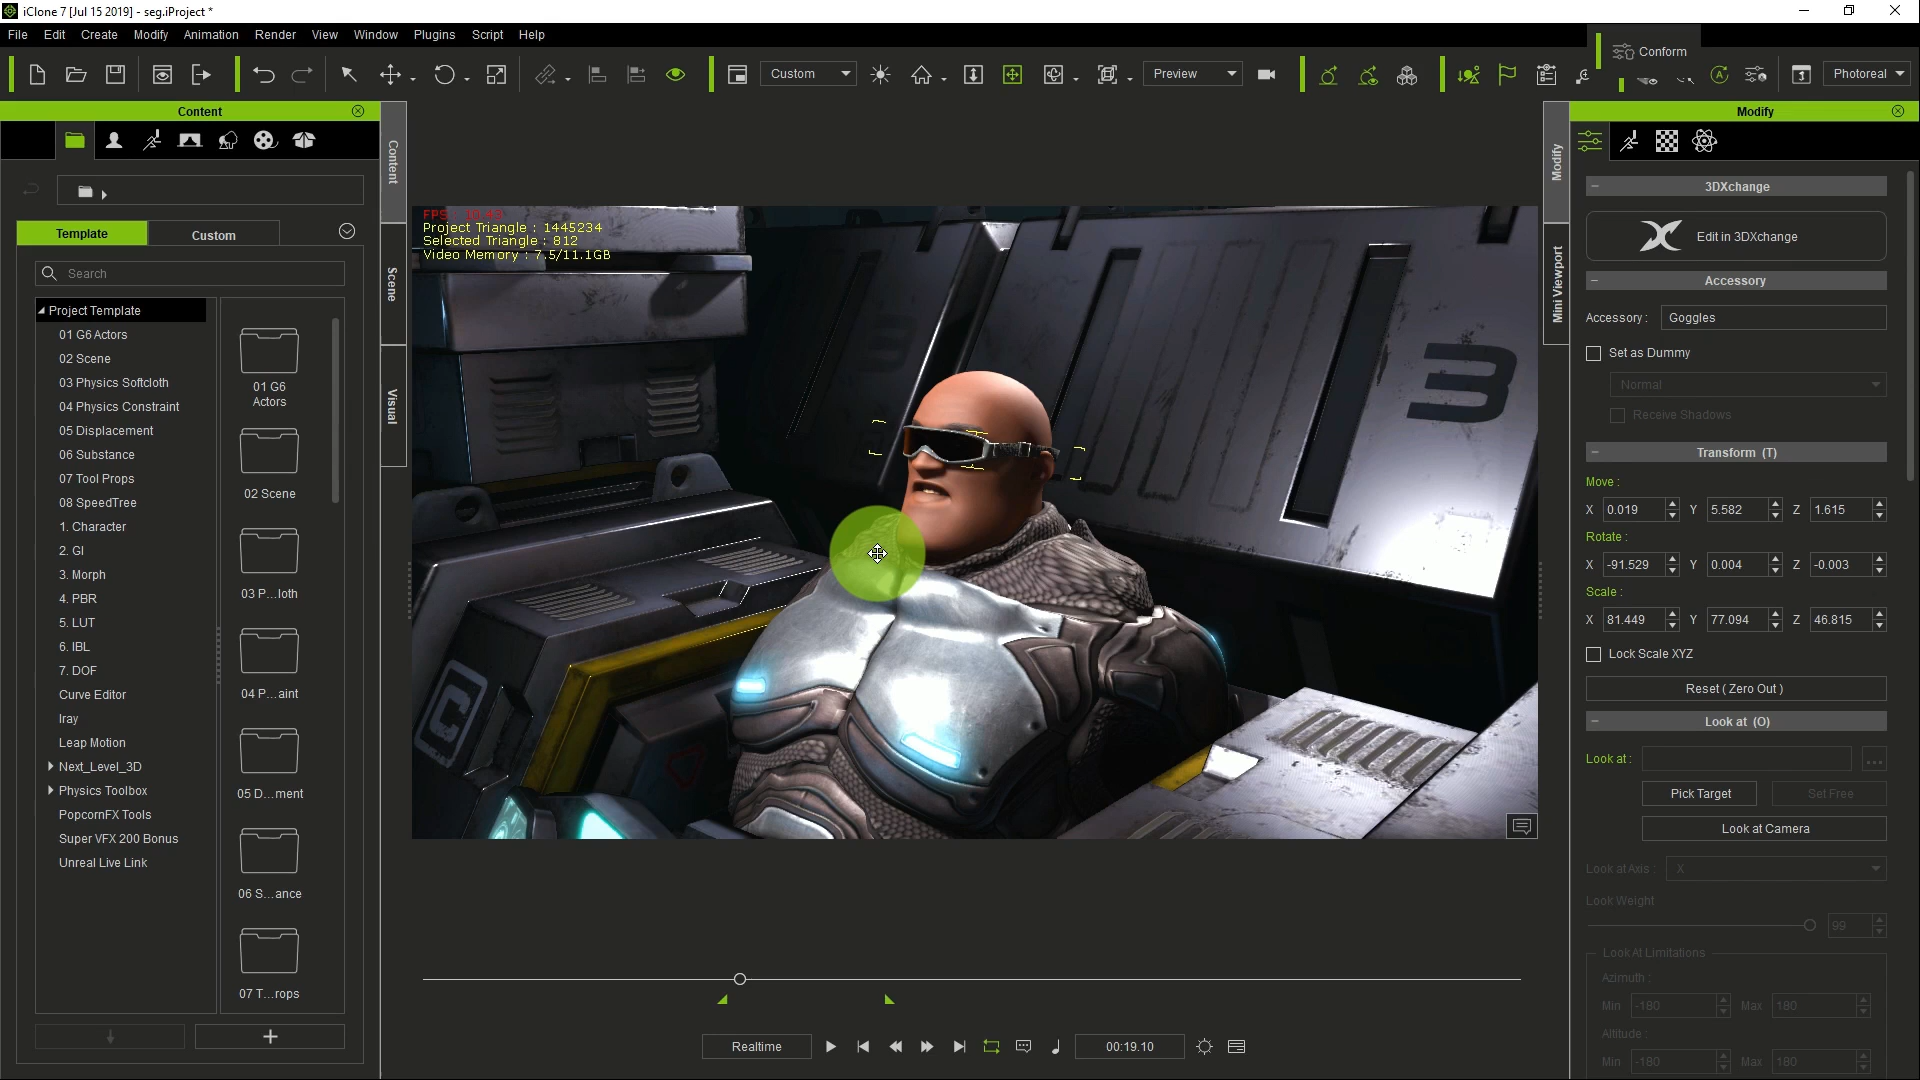 iClone 7 [Jul 15 2019] - seg.iProject *
File Edit Create Modify Animation Render View Window Plugins Script Help
Conform
Custom
Preview
Photoreal
Content
Modify
Content
Scene
Visual
Template
Custom
Search
Project Template
01 G6 Actors
02 Scene
03 Physics Softcloth
04 Physics Constraint
05 Displacement
06 Substance
07 Tool Props
08 SpeedTree
1. Character
2. GI
3. Morph
4. PBR
5. LUT
6. IBL
7. DOF
Curve Editor
Iray
Leap Motion
Next_Level_3D
Physics Toolbox
PopcornFX Tools
Super VFX 200 Bonus
Unreal Live Link
01 G6
Actors
02 Scene
03 P...loth
04 P...aint
05 D...ment
06 S...ance
07 T...rops
Project Triangle : 1445234
Selected Triangle : 812
Video Memory : 7.5/11.1GB
3
C
Realtime
00:19.10
Modify
Mini Viewport
3DXchange
Edit in 3DXchange
Accessory
Accessory : Goggles
Set as Dummy
Normal
Receive Shadows
Transform (T)
Move :
X 0.019 Y 5.582 Z 1.615
Rotate :
X -91.529 Y 0.004 Z -0.003
Scale :
X 81.449 Y 77.094 Z 46.815
Lock Scale XYZ
Reset ( Zero Out )
Look at (O)
Look at : ...
Pick Target Set Free
Look at Camera
Look at Axis : X
Look Weight
99
Look At Limitations
Azimuth :
Min -180 Max 180
Altitude :
Min -180 Max 180